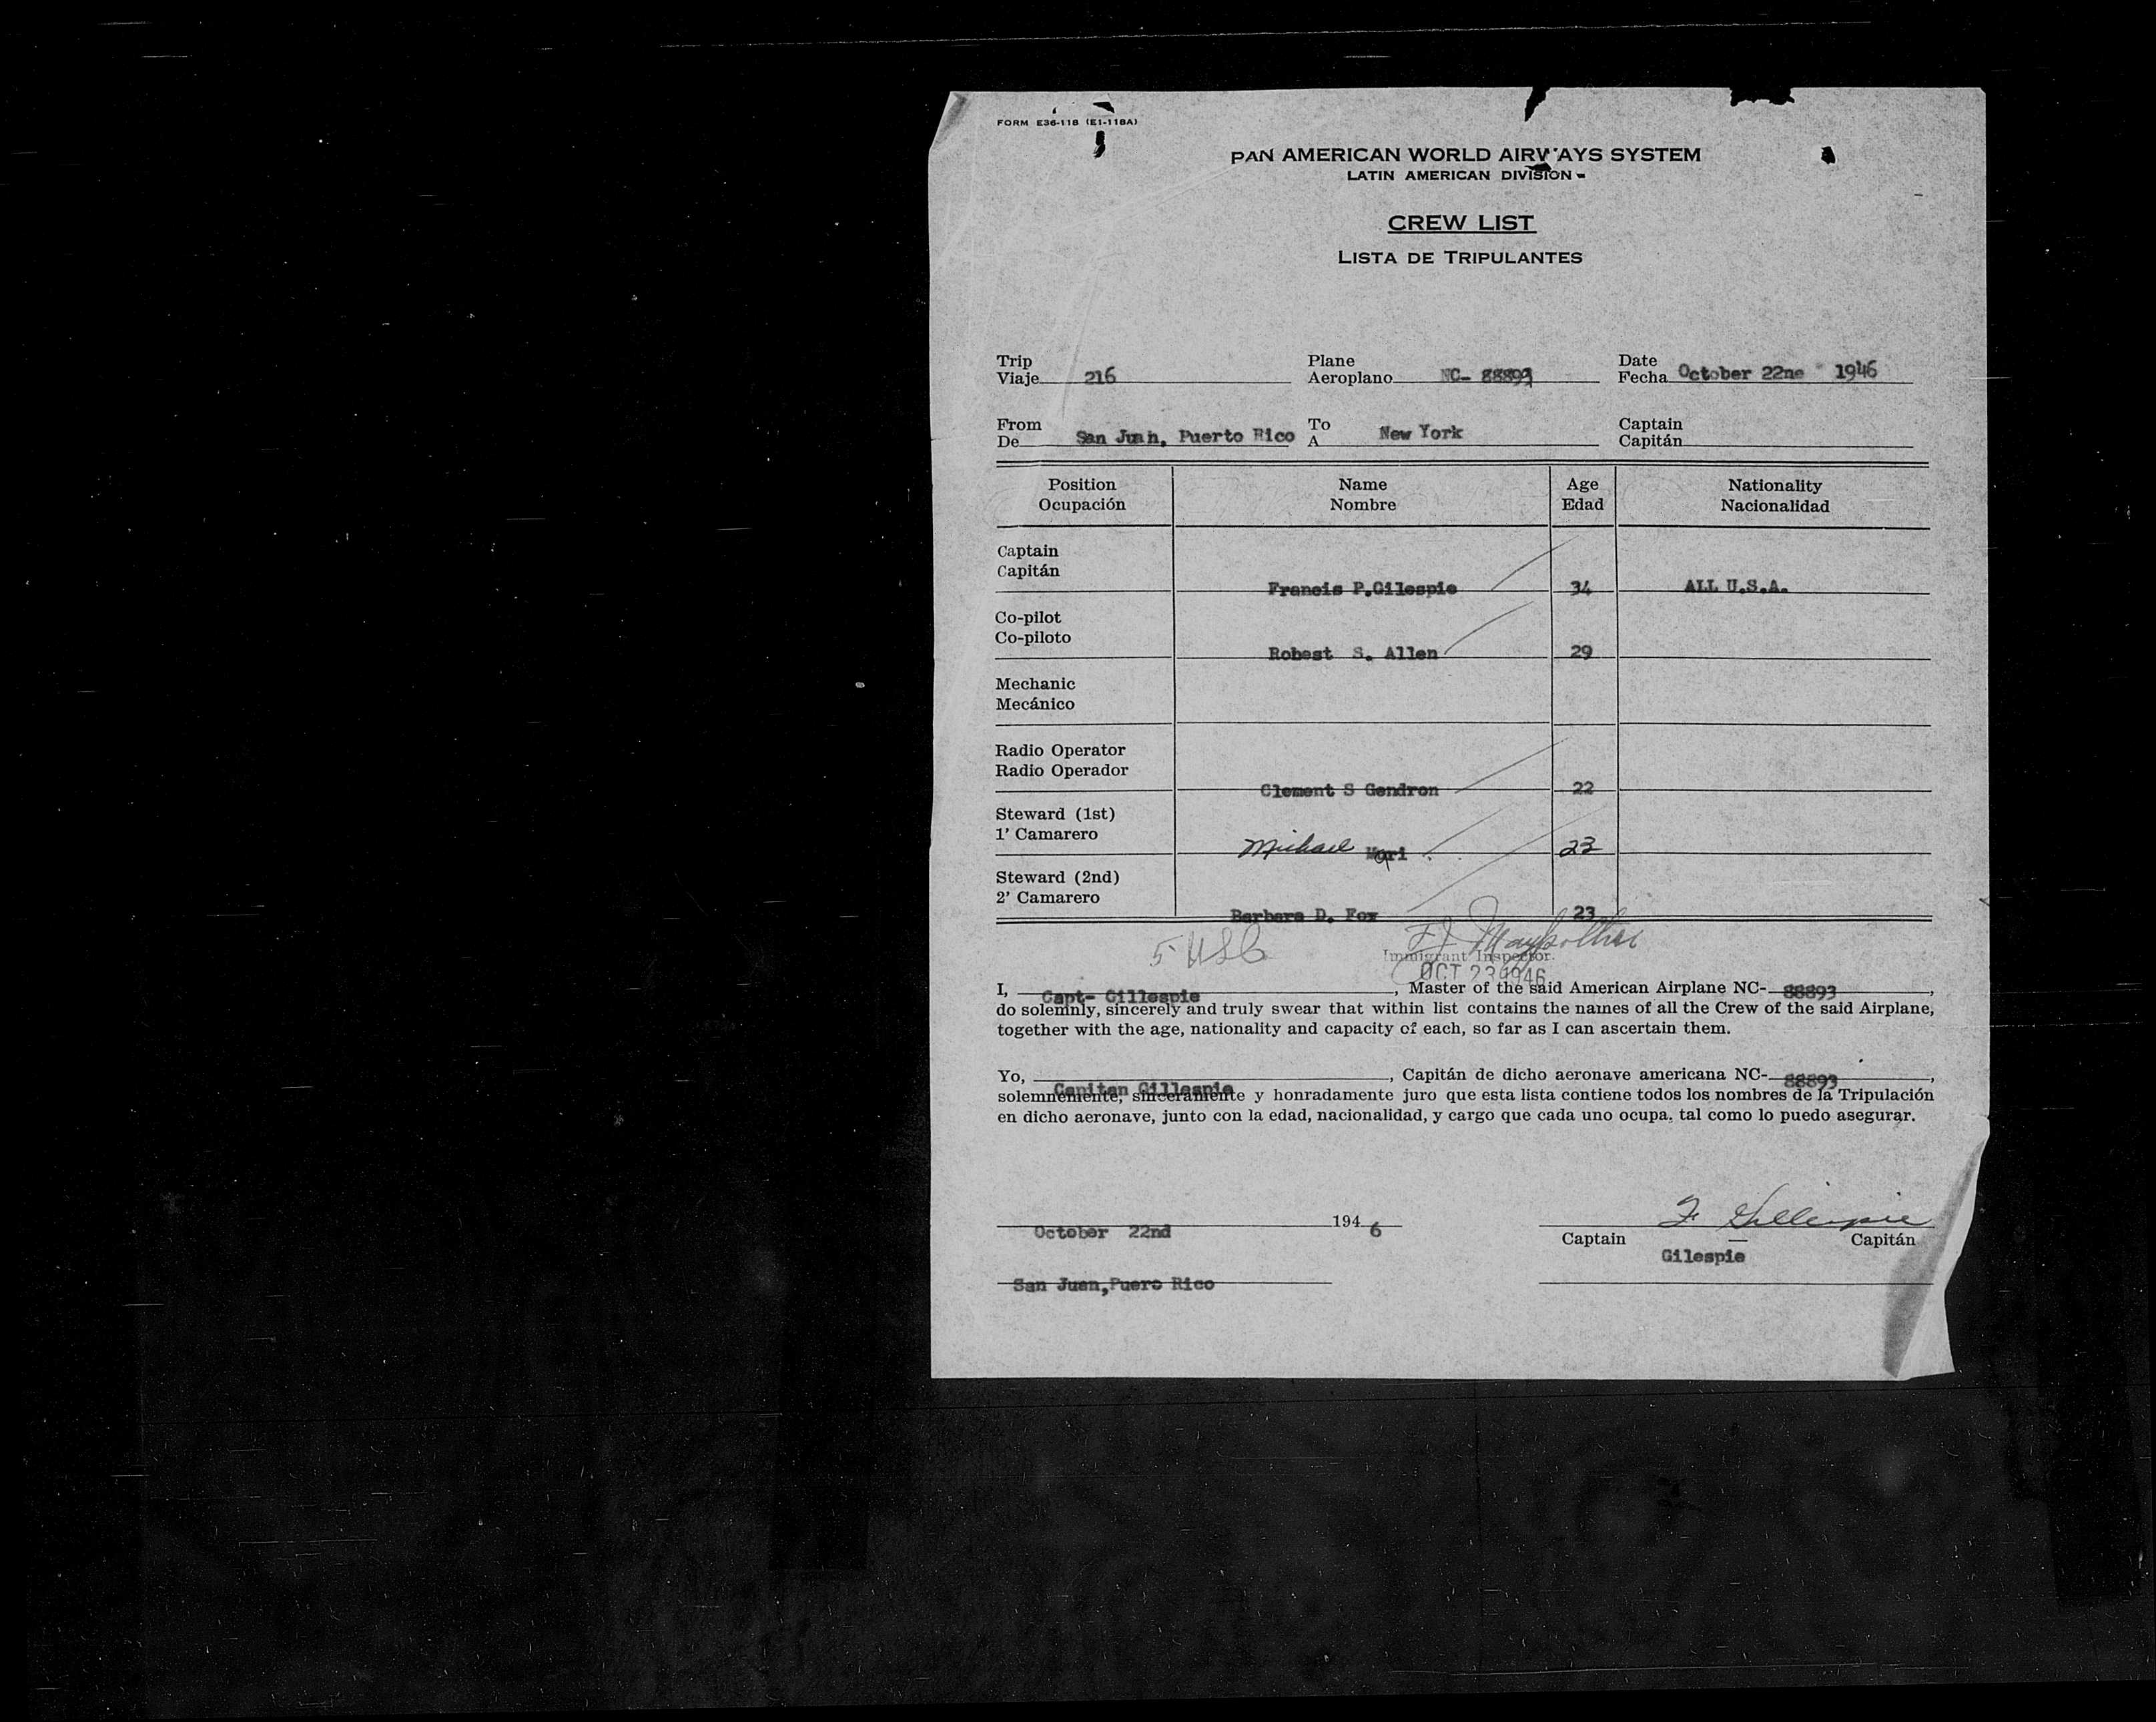 FORM E36-118 (E1-118A)
PAN AMERICAN WORLD AIRWAYS SYSTEM
LATIN AMERICAN DIVISION
CREW LIST
LISTA DE TRIPULANTES
Trip Plane Date
Viaje 216 Aeroplano NC- 88893 Fecha October 22ne 1946
From To Captain
De San Juan, Puerto Rico A New York Capitán
Position Name Age Nationality
Ocupación Nombre Edad Nacionalidad
Captain
Capitán Francis P.Gilespie 34 ALL U.S.A.
Co-pilot
Co-piloto Robest S. Allen 29
Mechanic
Mecánico
Radio Operator
Radio Operador Clement S Gendron 22
Steward (1st)
1' Camarero Michael 23
Steward (2nd)
2' Camarero Barbara D. Fox 23
5 USC
Immigrant Inspector.
OCT 23 1946
I, Capt- Gillespie, Master of the said American Airplane NC- 88893,
do solemnly, sincerely and truly swear that within list contains the names of all the Crew of the said Airplane,
together with the age, nationality and capacity of each, so far as I can ascertain them.
Yo, Capitan Gillespie, Capitán de dicho aeronave americana NC- 88893,
solemnemente, sinceramente y honradamente juro que esta lista contiene todos los nombres de la Tripulación
en dicho aeronave, junto con la edad, nacionalidad, y cargo que cada uno ocupa, tal como lo puedo asegurar.
October 22nd 1946 F Gillespie
Captain — Capitán
Gilespie
San Juan,Puero Rico